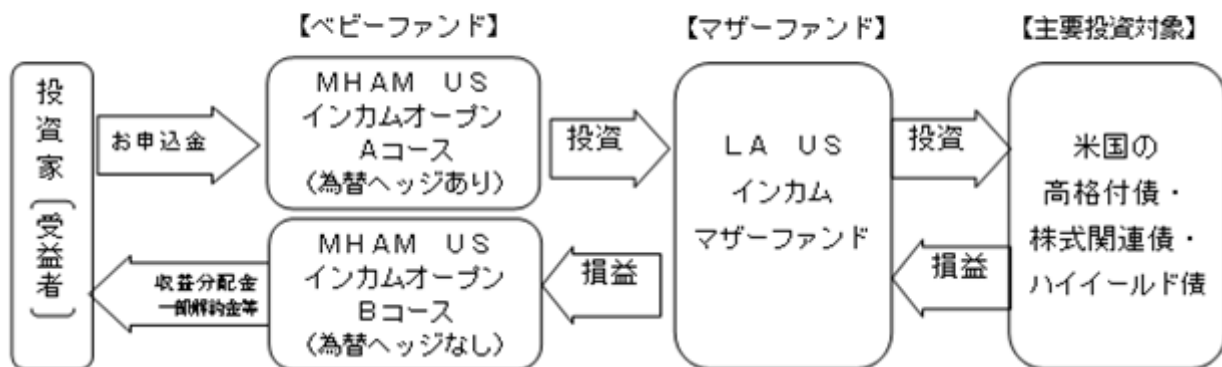 【ベビーファンド】
【マザーファンド】
【主要投資対象】
投資家〔受益者〕
お申込金
収益分配金
一部解約金等
MHAM US
インカムオープン
Aコース
(為替ヘッジあり)
MHAM US
インカムオープン
Bコース
(為替ヘッジなし)
投資
損益
LA US
インカム
マザーファンド
投資
損益
米国の
高格付債・
株式関連債・
ハイイールド債